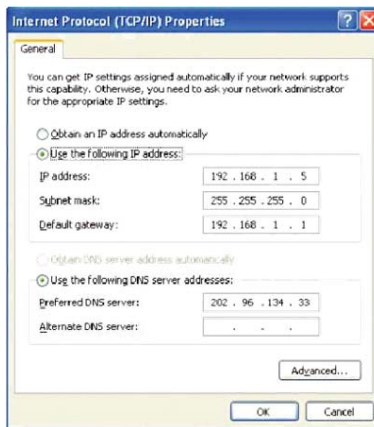 Internet Protocol (TCP/IP) Properties
General
You can get IP settings assigned automatically if your network supports
this capability. Otherwise, you need to ask your network administrator
for the appropriate IP settings.
Obtain an IP address automatically
Use the following IP address:
IP address: 192 . 168 . 1 . 5
Subnet mask: 255 . 255 . 255 . 0
Default gateway: 192 . 168 . 1 . 1
Obtain DNS server address automatically
Use the following DNS server addresses:
Preferred DNS server: 202 . 96 . 134 . 33
Alternate DNS server: . . .
Advanced...
OK Cancel